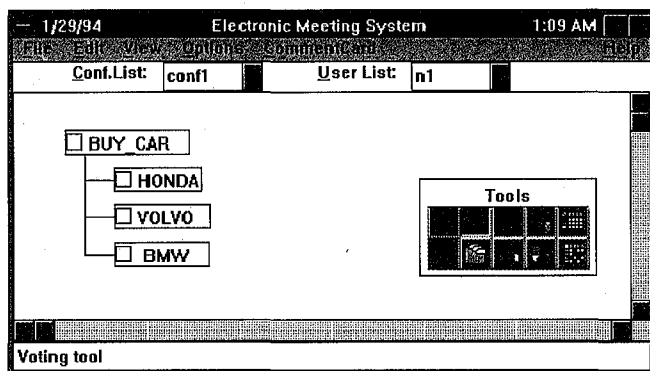 1/29/94 Electronic Meeting System 1:09 AM
File Edit View Options CommentCard Help
Conf.List: conf1 User List: n1
BUY_CAR
HONDA
VOLVO
BMW
Tools
Voting tool